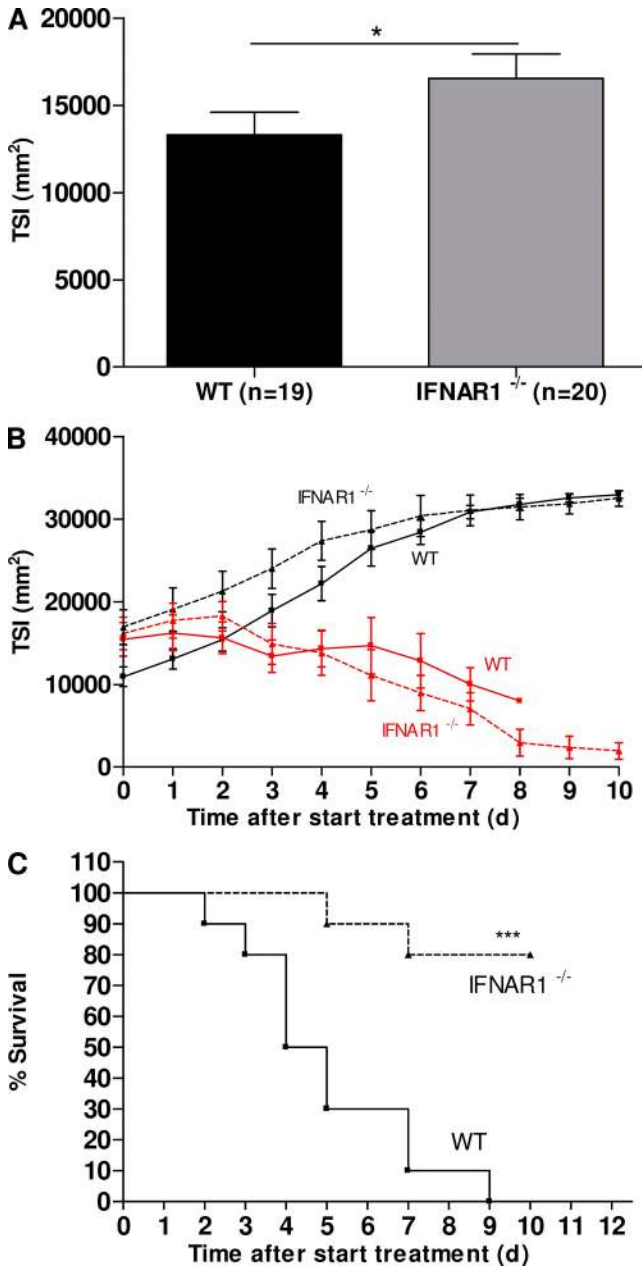 A
TSI (mm²)
20000
15000
10000
5000
0
*
WT (n=19)
IFNAR1 -/- (n=20)
B
TSI (mm²)
40000
30000
20000
10000
0
IFNAR1 -/-
WT
WT
IFNAR1 -/-
0 1 2 3 4 5 6 7 8 9 10
Time after start treatment (d)
C
% Survival
110
100
90
80
70
60
50
40
30
20
10
0
***
IFNAR1 -/-
WT
0 1 2 3 4 5 6 7 8 9 10 11 12
Time after start treatment (d)